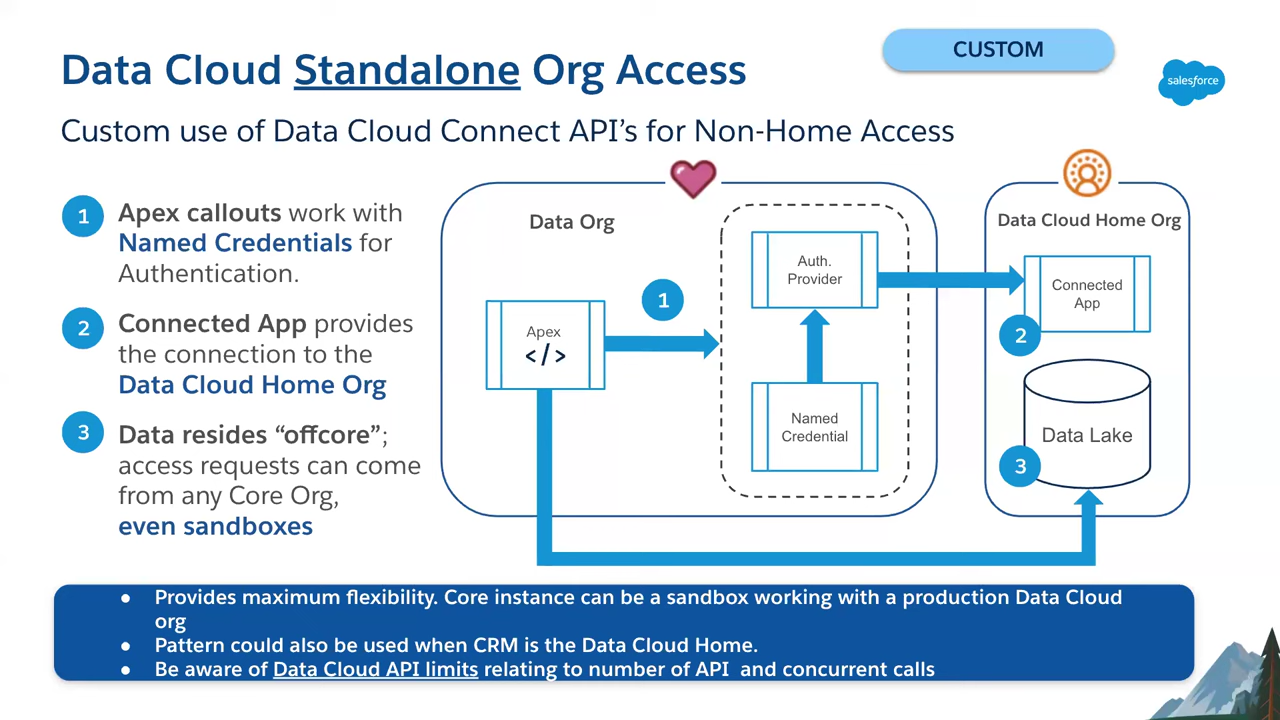 CUSTOM
Data Cloud Standalone Org Access
salesforce
Custom use of Data Cloud Connect API's for Non-Home Access
1
Apex callouts work with
Named Credentials for
Authentication.
2
Connected App provides
the connection to the
Data Cloud Home Org
3
Data resides “offcore”;
access requests can come
from any Core Org,
even sandboxes
Data Org
Apex
</>
1
Auth.
Provider
Named
Credential
Data Cloud Home Org
Connected
App
2
Data Lake
3
● Provides maximum flexibility. Core instance can be a sandbox working with a production Data Cloud
org
● Pattern could also be used when CRM is the Data Cloud Home.
● Be aware of Data Cloud API limits relating to number of API and concurrent calls